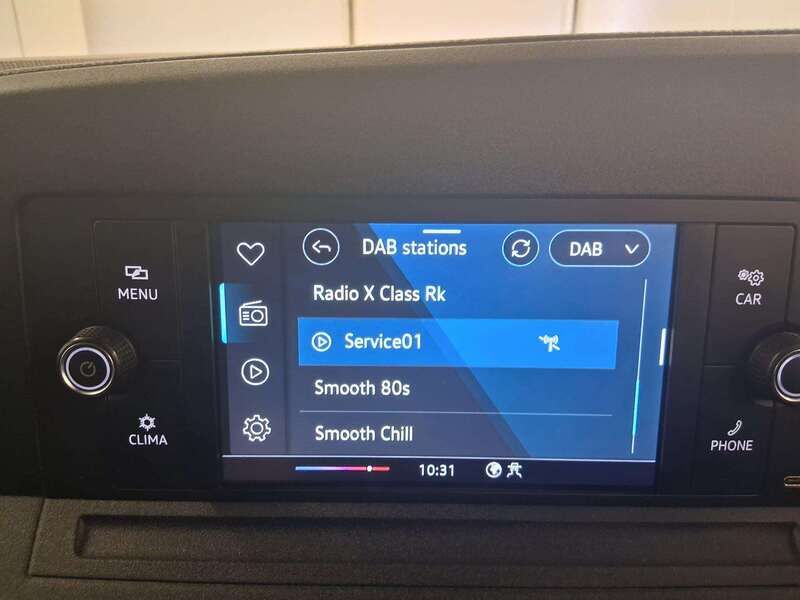 MENU
CLIMA
DAB stations
DAB
Radio X Class Rk
Service01
Smooth 80s
Smooth Chill
10:31
CAR
PHONE